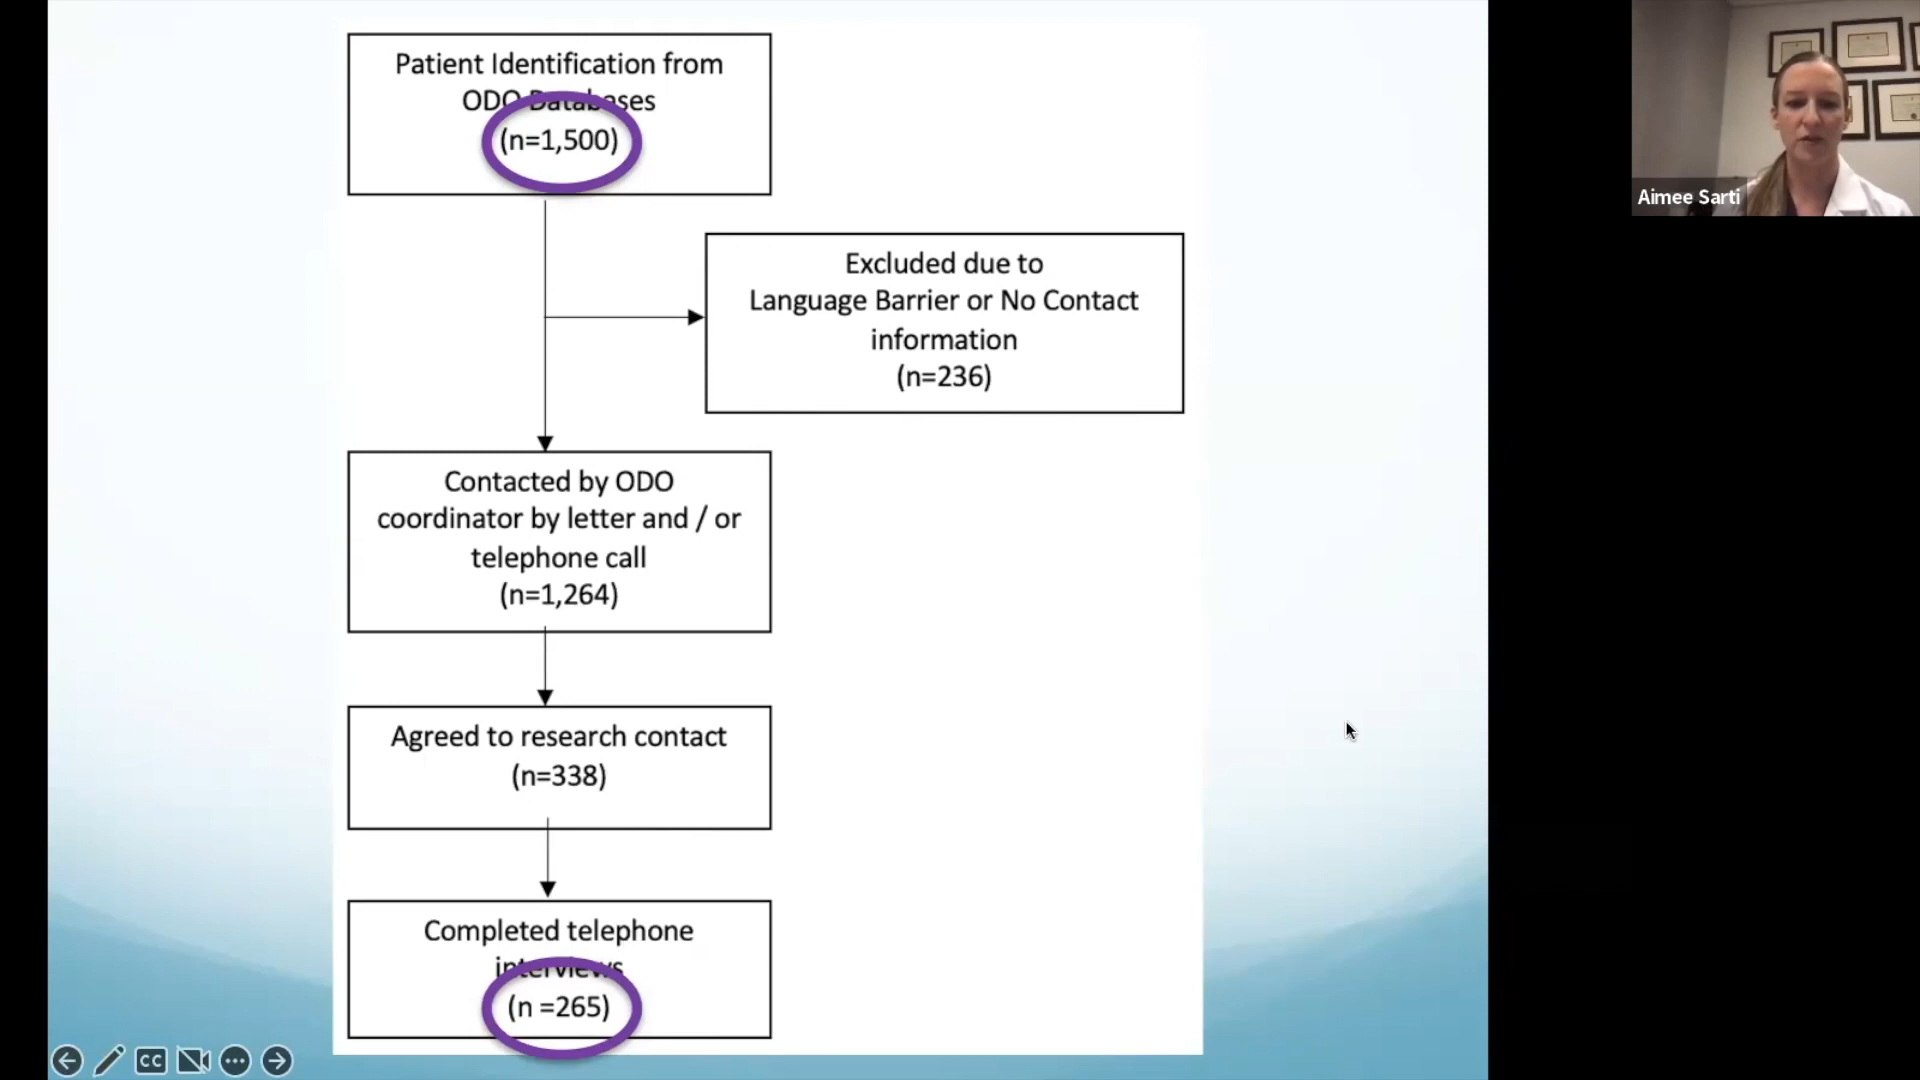 Patient Identification from
ODO Databases
(n=1,500)
Excluded due to
Language Barrier or No Contact
information
(n=236)
Contacted by ODO
coordinator by letter and / or
telephone call
(n=1,264)
Agreed to research contact
(n=338)
Completed telephone
interviews
(n =265)
Aimee Sarti
CC